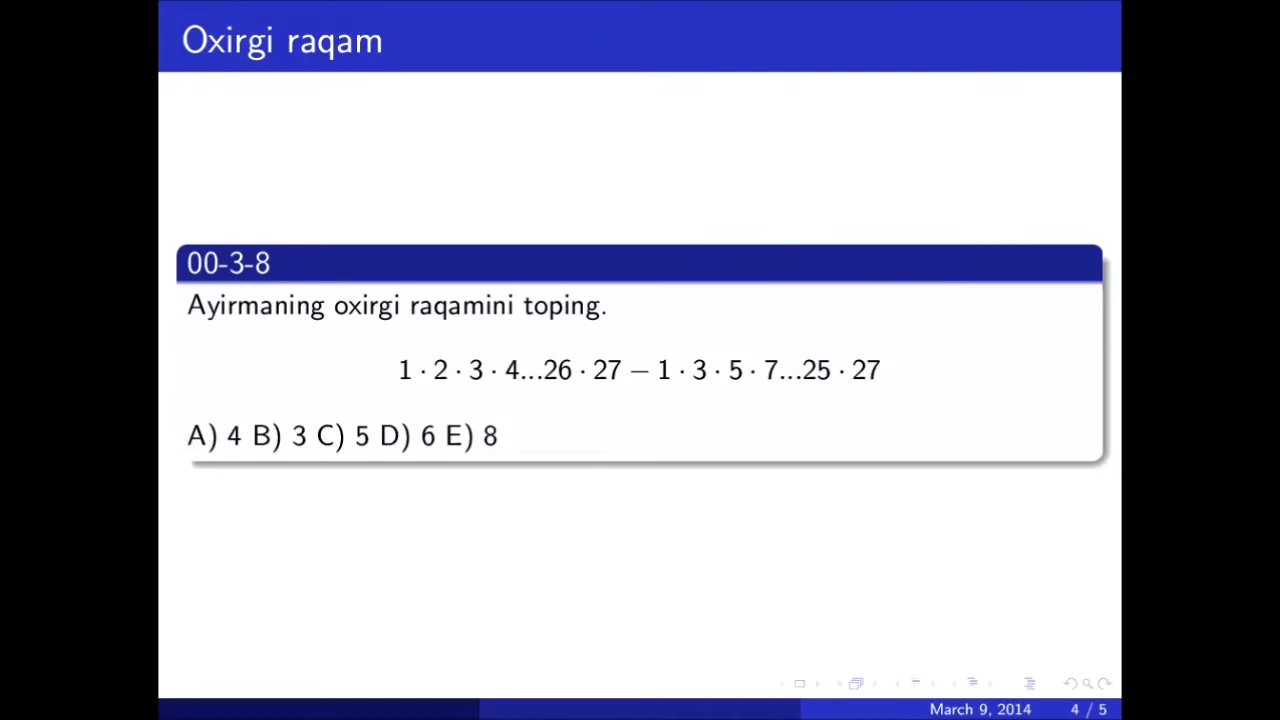 Oxirgi raqam
00-3-8
Ayirmaning oxirgi raqamini toping.
1 · 2 · 3 · 4...26 · 27 − 1 · 3 · 5 · 7...25 · 27
A) 4 B) 3 C) 5 D) 6 E) 8
March 9, 2014 4 / 5